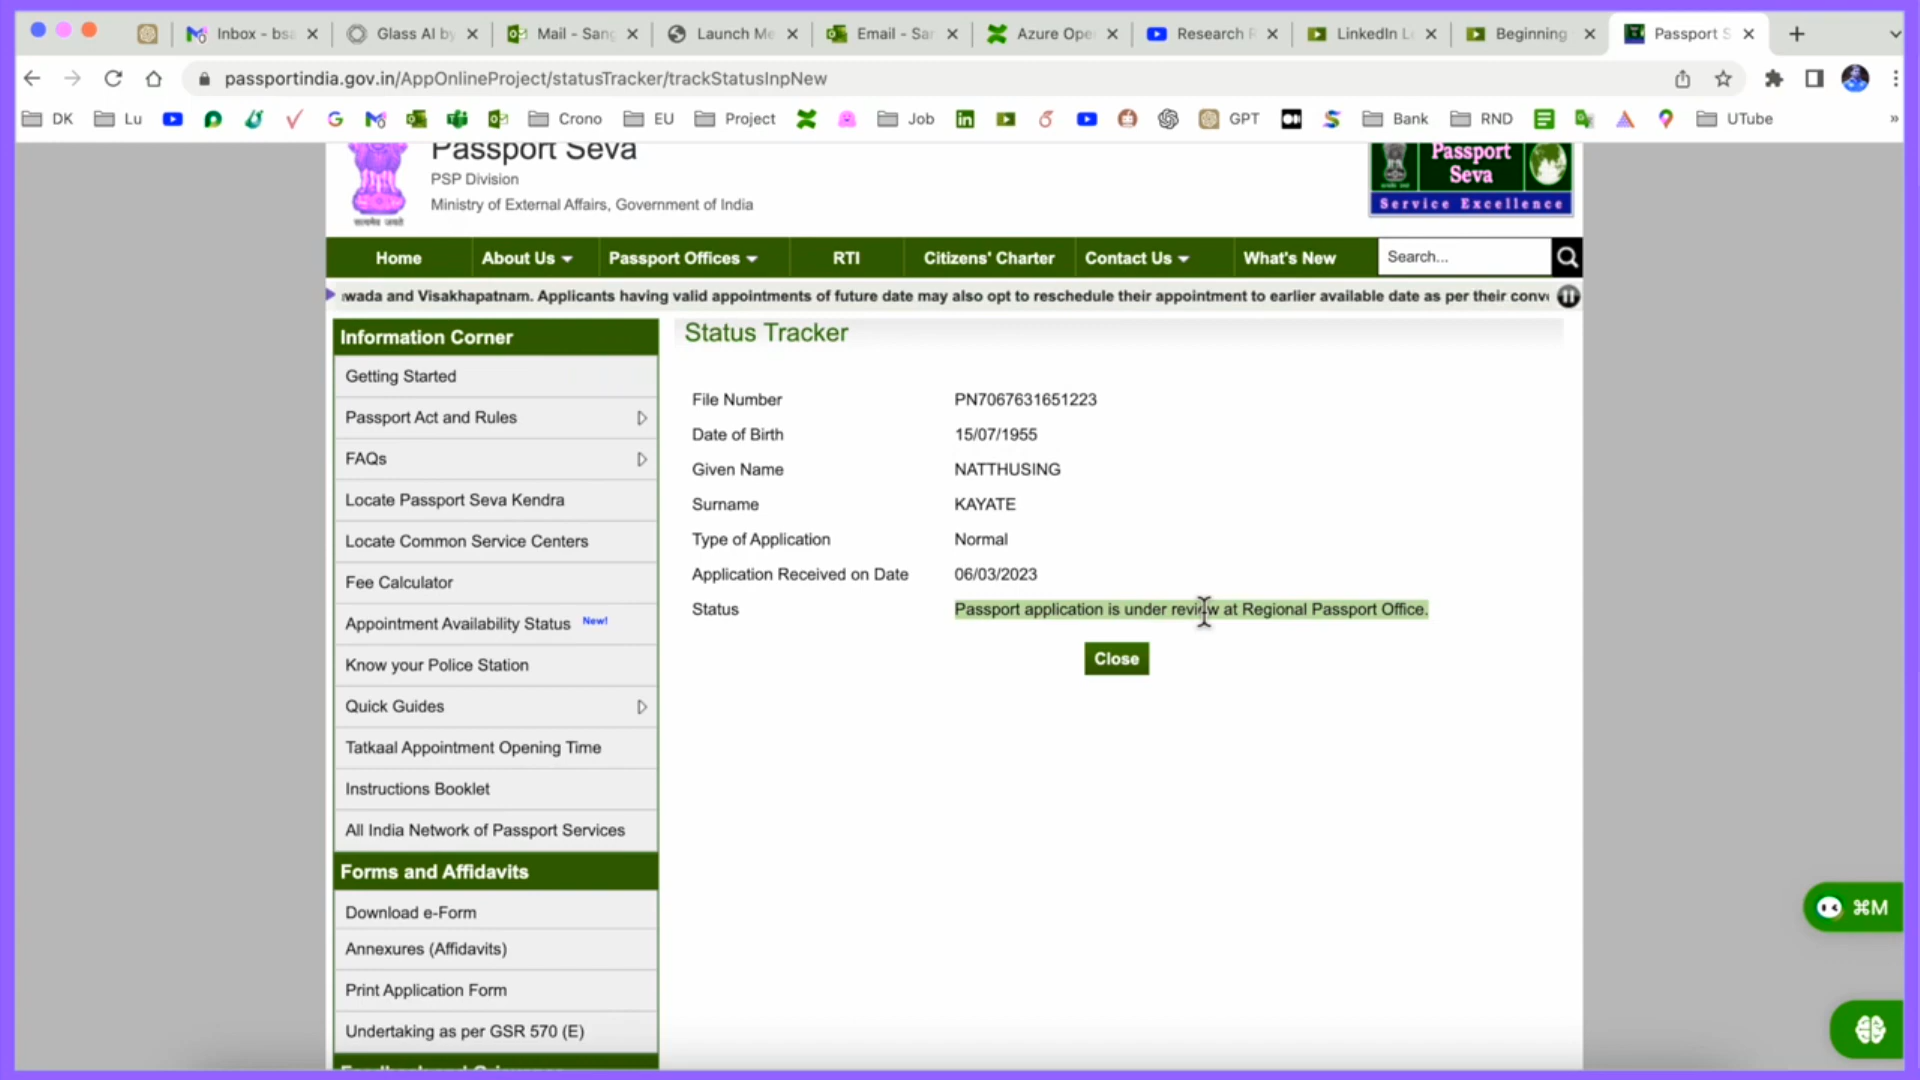 Inbox - bsa
Glass AI by
Mail - Sang
Launch Me
Email - Sar
Azure Oper
Research R
LinkedIn L
Beginning
Passport S
passportindia.gov.in/AppOnlineProject/statusTracker/trackStatusInpNew
DK
Lu
Crono
EU
Project
Job
GPT
Bank
RND
UTube
»
Passport Seva
PSP Division
Ministry of External Affairs, Government of India
Passport
Seva
Service Excellence
Home
About Us
Passport Offices
RTI
Citizens' Charter
Contact Us
What's New
Search...
wada and Visakhapatnam. Applicants having valid appointments of future date may also opt to reschedule their appointment to earlier available date as per their conv
Information Corner
Getting Started
Passport Act and Rules
FAQs
Locate Passport Seva Kendra
Locate Common Service Centers
Fee Calculator
Appointment Availability Status New!
Know your Police Station
Quick Guides
Tatkaal Appointment Opening Time
Instructions Booklet
All India Network of Passport Services
Forms and Affidavits
Download e-Form
Annexures (Affidavits)
Print Application Form
Undertaking as per GSR 570 (E)
Status Tracker
File Number PN7067631651223
Date of Birth 15/07/1955
Given Name NATTHUSING
Surname KAYATE
Type of Application Normal
Application Received on Date 06/03/2023
Status Passport application is under review at Regional Passport Office.
Close
⌘M